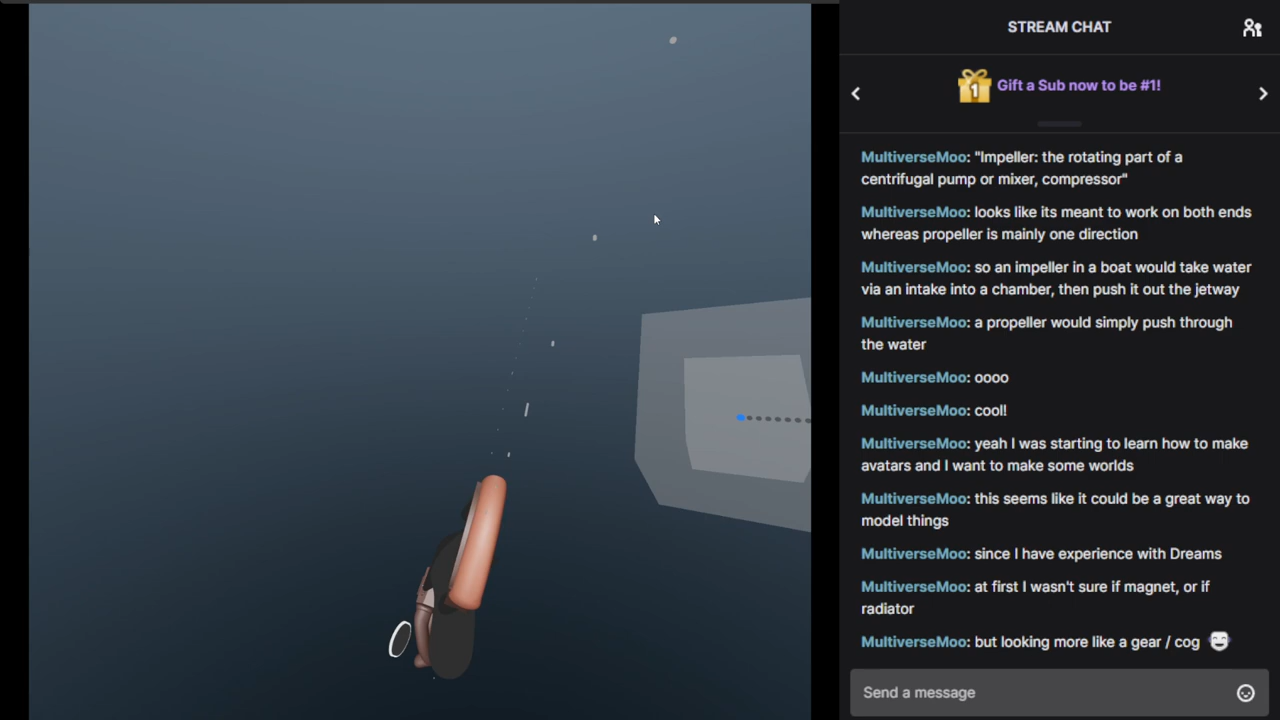 STREAM CHAT
1
Gift a Sub now to be #1!
MultiverseMoo: "Impeller: the rotating part of a
centrifugal pump or mixer, compressor"
MultiverseMoo: looks like its meant to work on both ends
whereas propeller is mainly one direction
MultiverseMoo: so an impeller in a boat would take water
via an intake into a chamber, then push it out the jetway
MultiverseMoo: a propeller would simply push through
the water
MultiverseMoo: oooo
MultiverseMoo: cool!
MultiverseMoo: yeah I was starting to learn how to make
avatars and I want to make some worlds
MultiverseMoo: this seems like it could be a great way to
model things
MultiverseMoo: since I have experience with Dreams
MultiverseMoo: at first I wasn't sure if magnet, or if
radiator
MultiverseMoo: but looking more like a gear / cog
Send a message